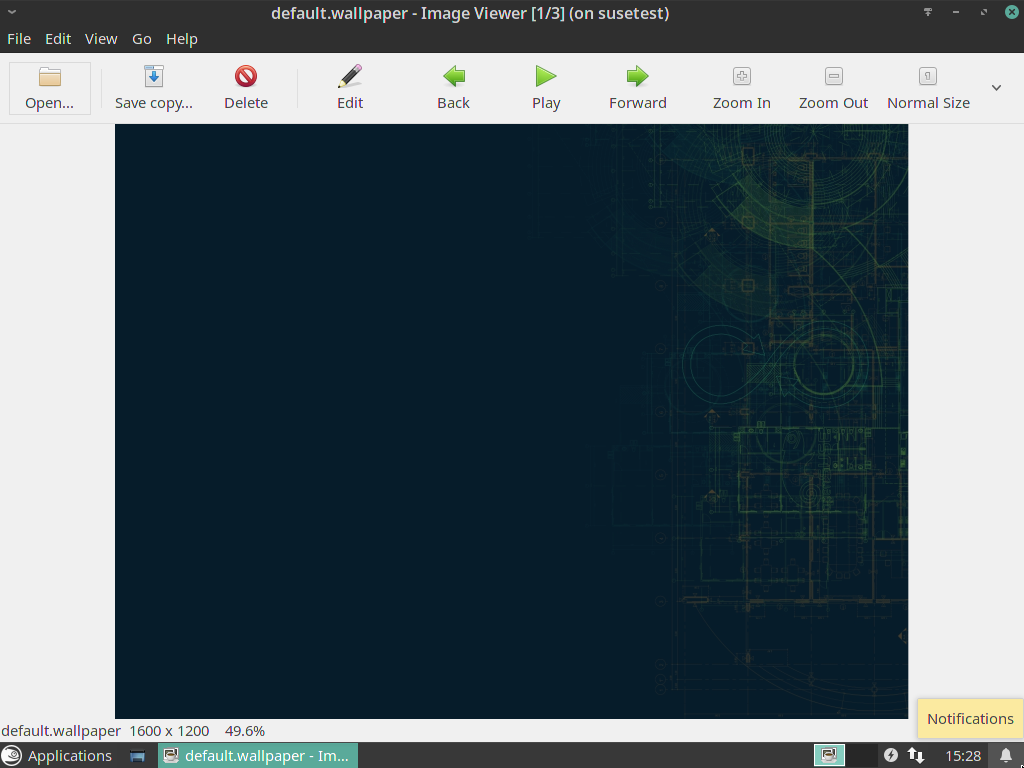 default.wallpaper - Image Viewer [1/3] (on susetest)
File Edit View Go Help
Open... Save copy... Delete Edit Back Play Forward Zoom In Zoom Out Normal Size
Notifications
default.wallpaper 1600 x 1200 49.6%
Applications default.wallpaper - Im... 15:28